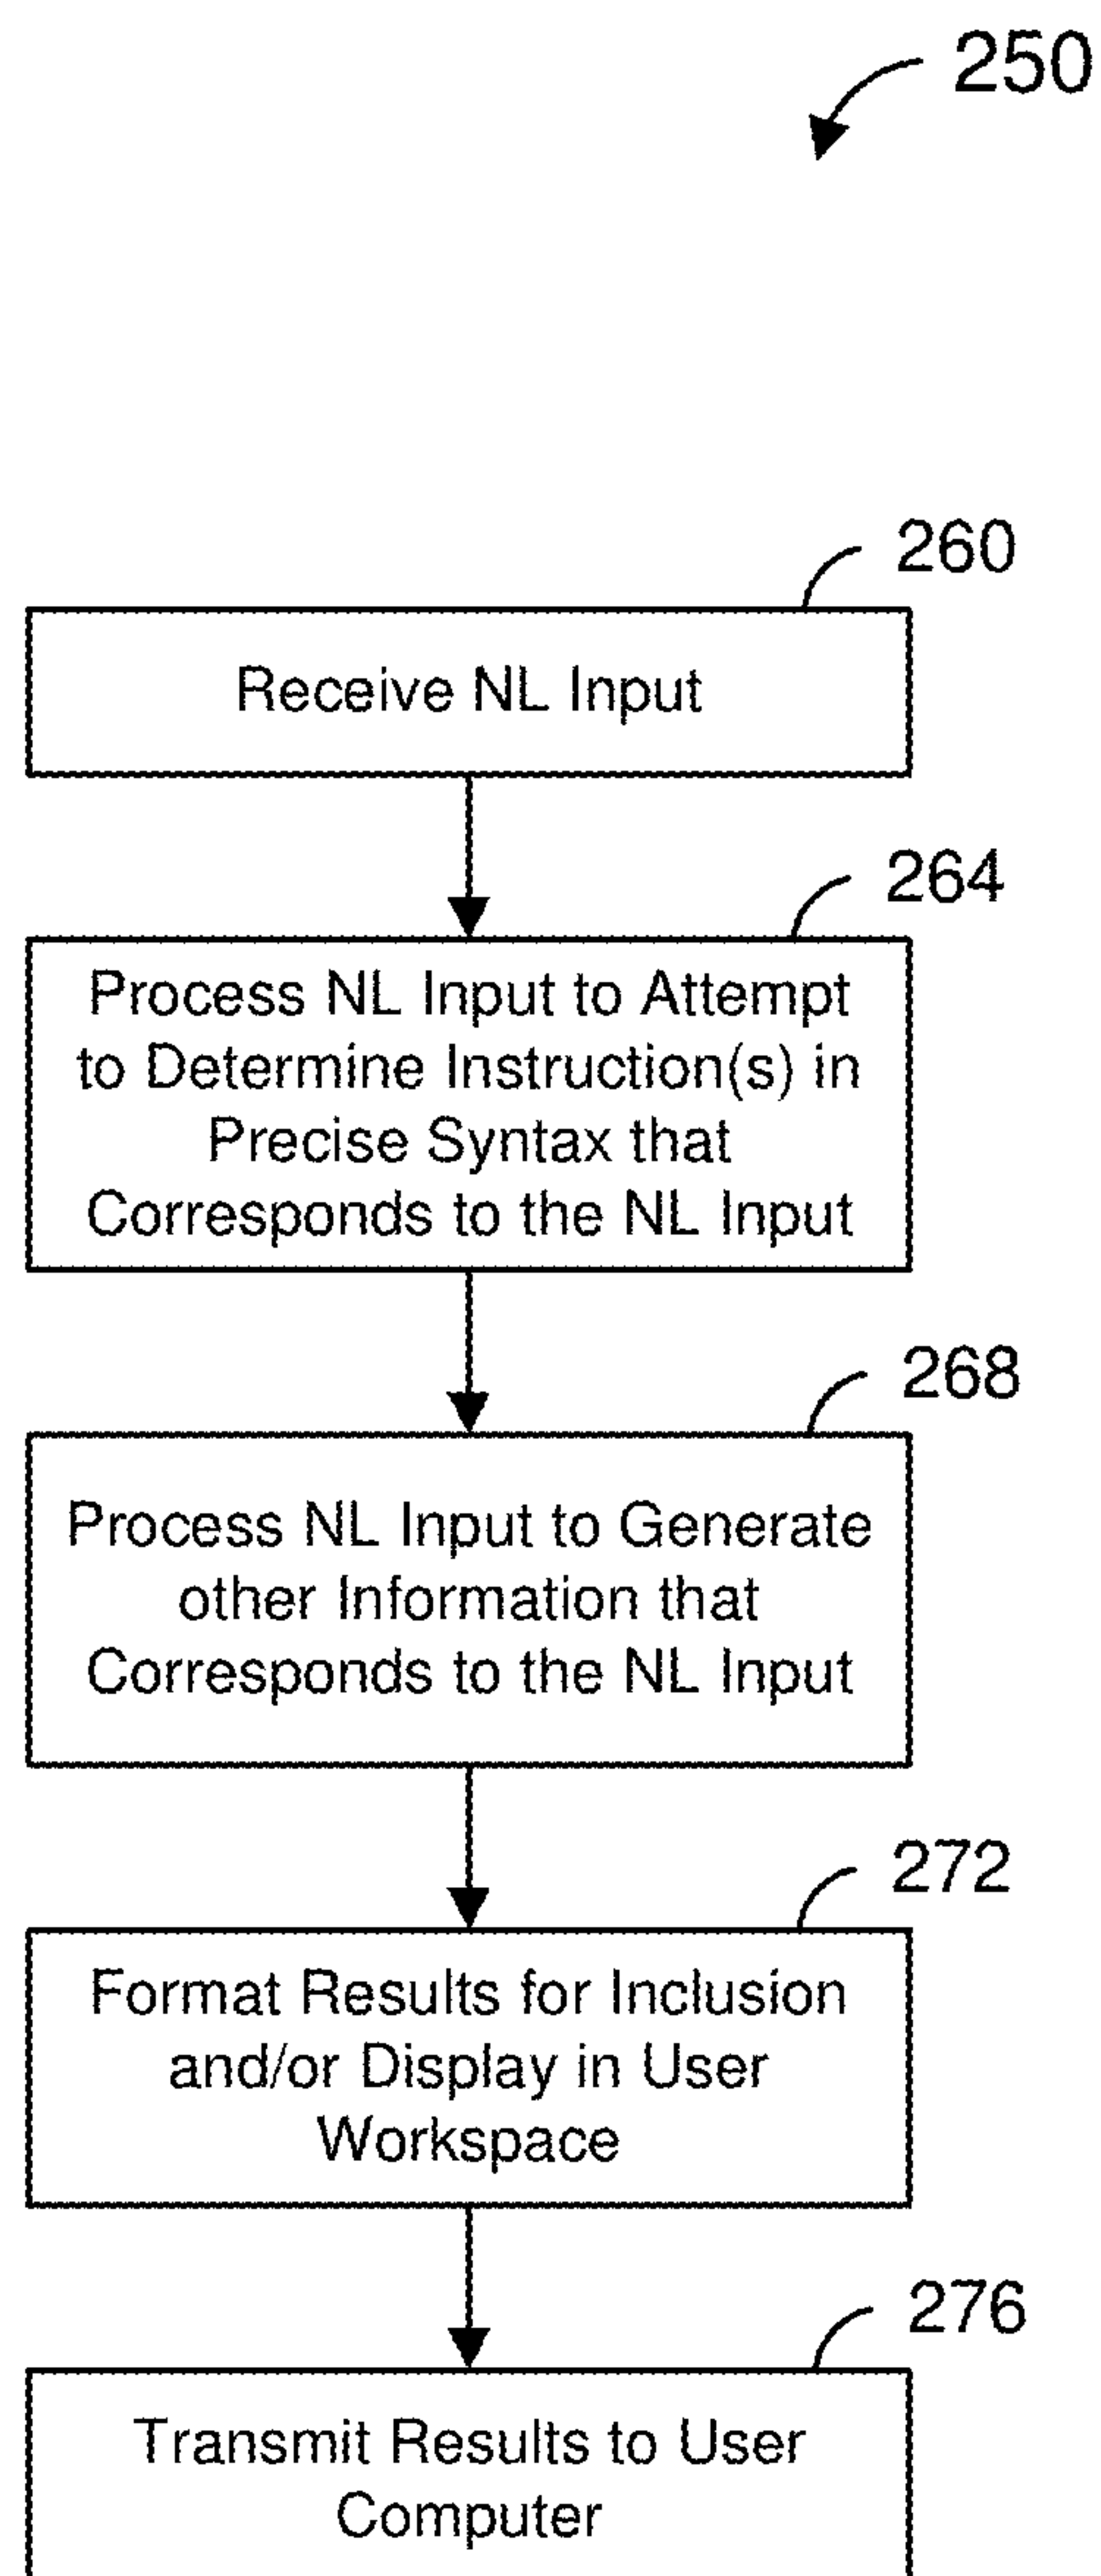 250
260
Receive NL Input
264
Process NL Input to Attempt
to Determine Instruction(s) in
Precise Syntax that
Corresponds to the NL Input
268
Process NL Input to Generate
other Information that
Corresponds to the NL Input
272
Format Results for Inclusion
and/or Display in User
Workspace
276
Transmit Results to User
Computer